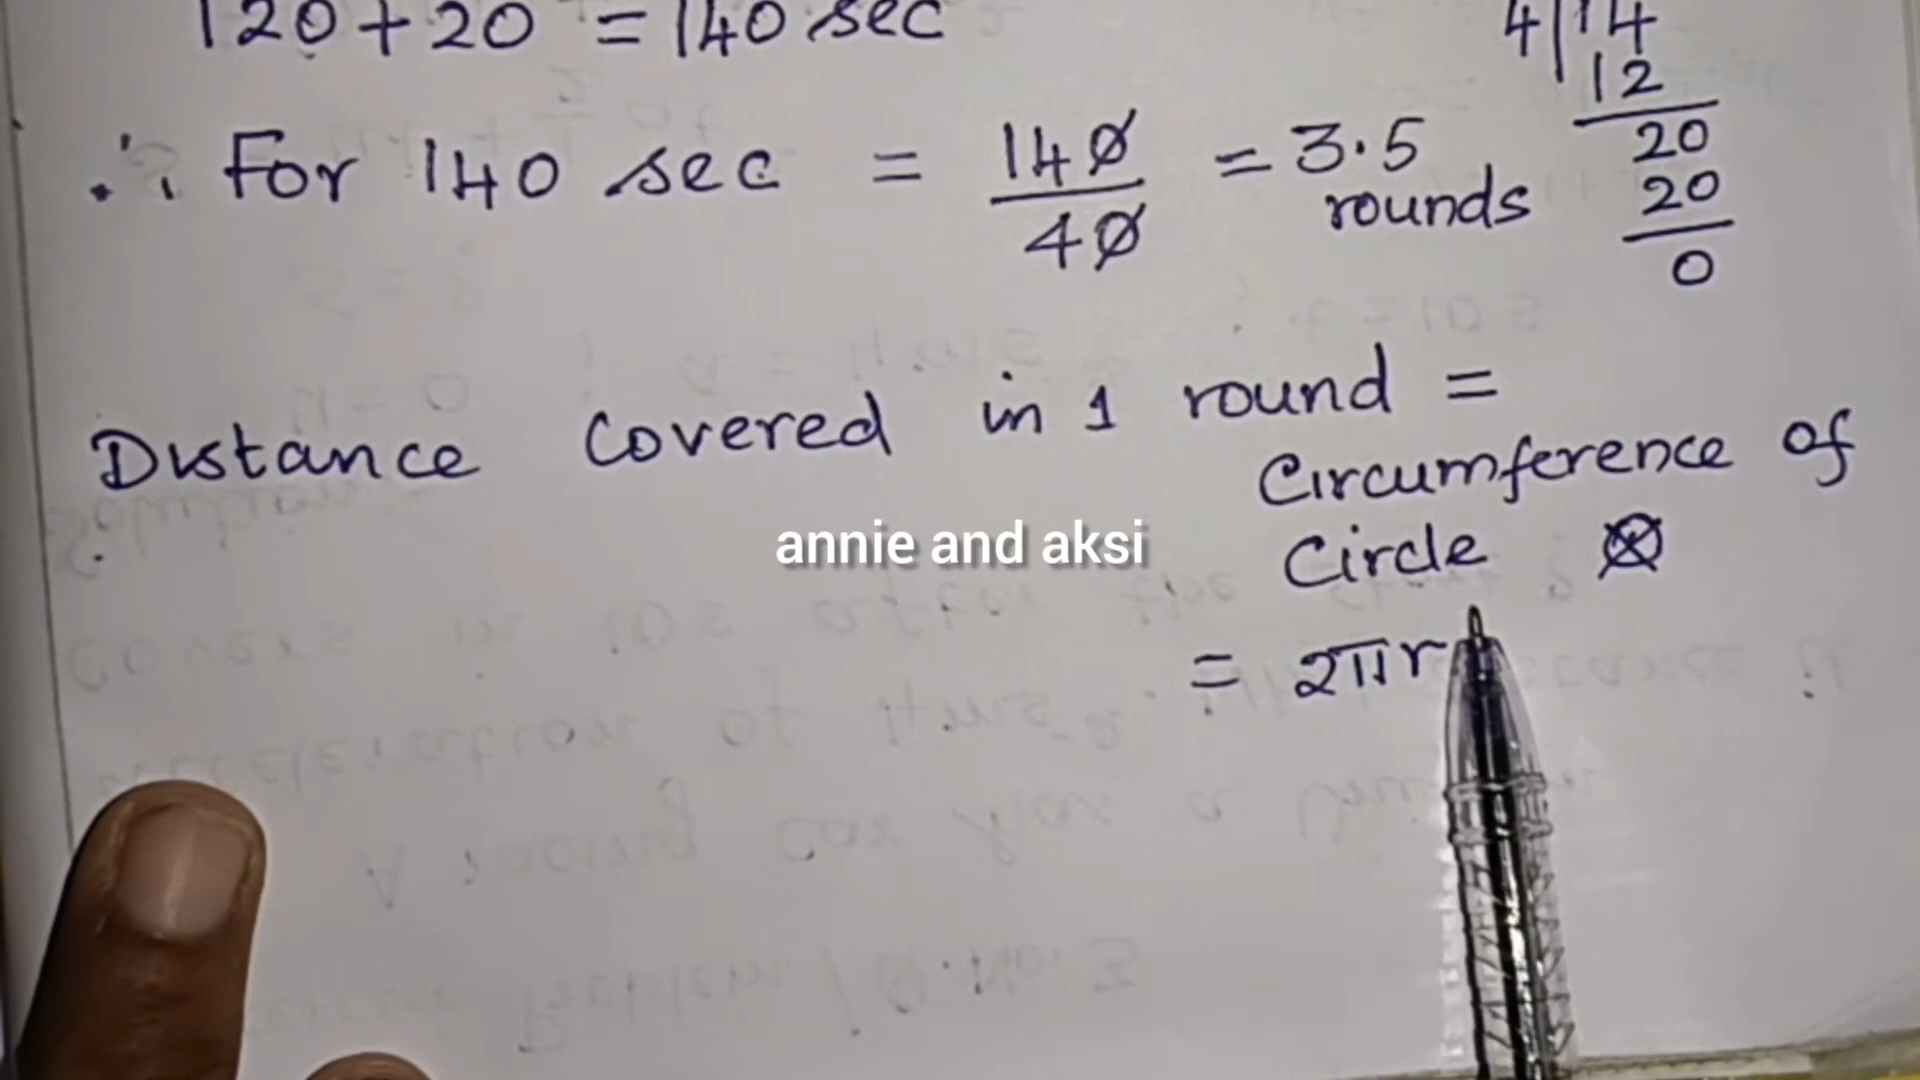 120+20 = 140 sec
4|14
12
20
20
0
∴ For 140 sec = 140/40 = 3.5 rounds
Distance covered in 1 round =
Circumference of
Circle
= 2πr
annie and aksi